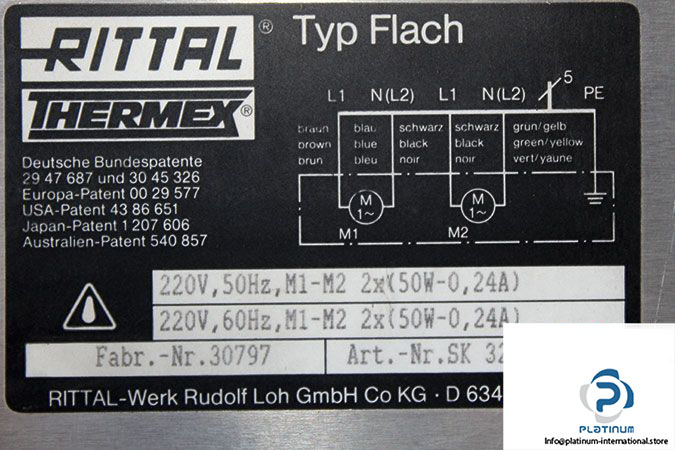 RITTAL® Typ Flach
THERMEX®
L1 N(L2) L1 N(L2) 5 PE
braun blau schwarz schwarz grün/gelb
brown blue black black green/yellow
brun bleu noir noir vert/yaune
M 1~ M 1~
M1 M2
Deutsche Bundespatente
29 47 687 und 30 45 326
Europa-Patent 00 29 577
USA-Patent 43 86 651
Japan-Patent 1 207 606
Australien-Patent 540 857
220V,50Hz,M1-M2 2x(50W-0,24A)
220V,60Hz,M1-M2 2x(50W-0,24A)
Fabr.-Nr.30797 Art.-Nr.SK 32
RITTAL-Werk Rudolf Loh GmbH Co KG · D 634
PLATINUM
info@platinum-international.store